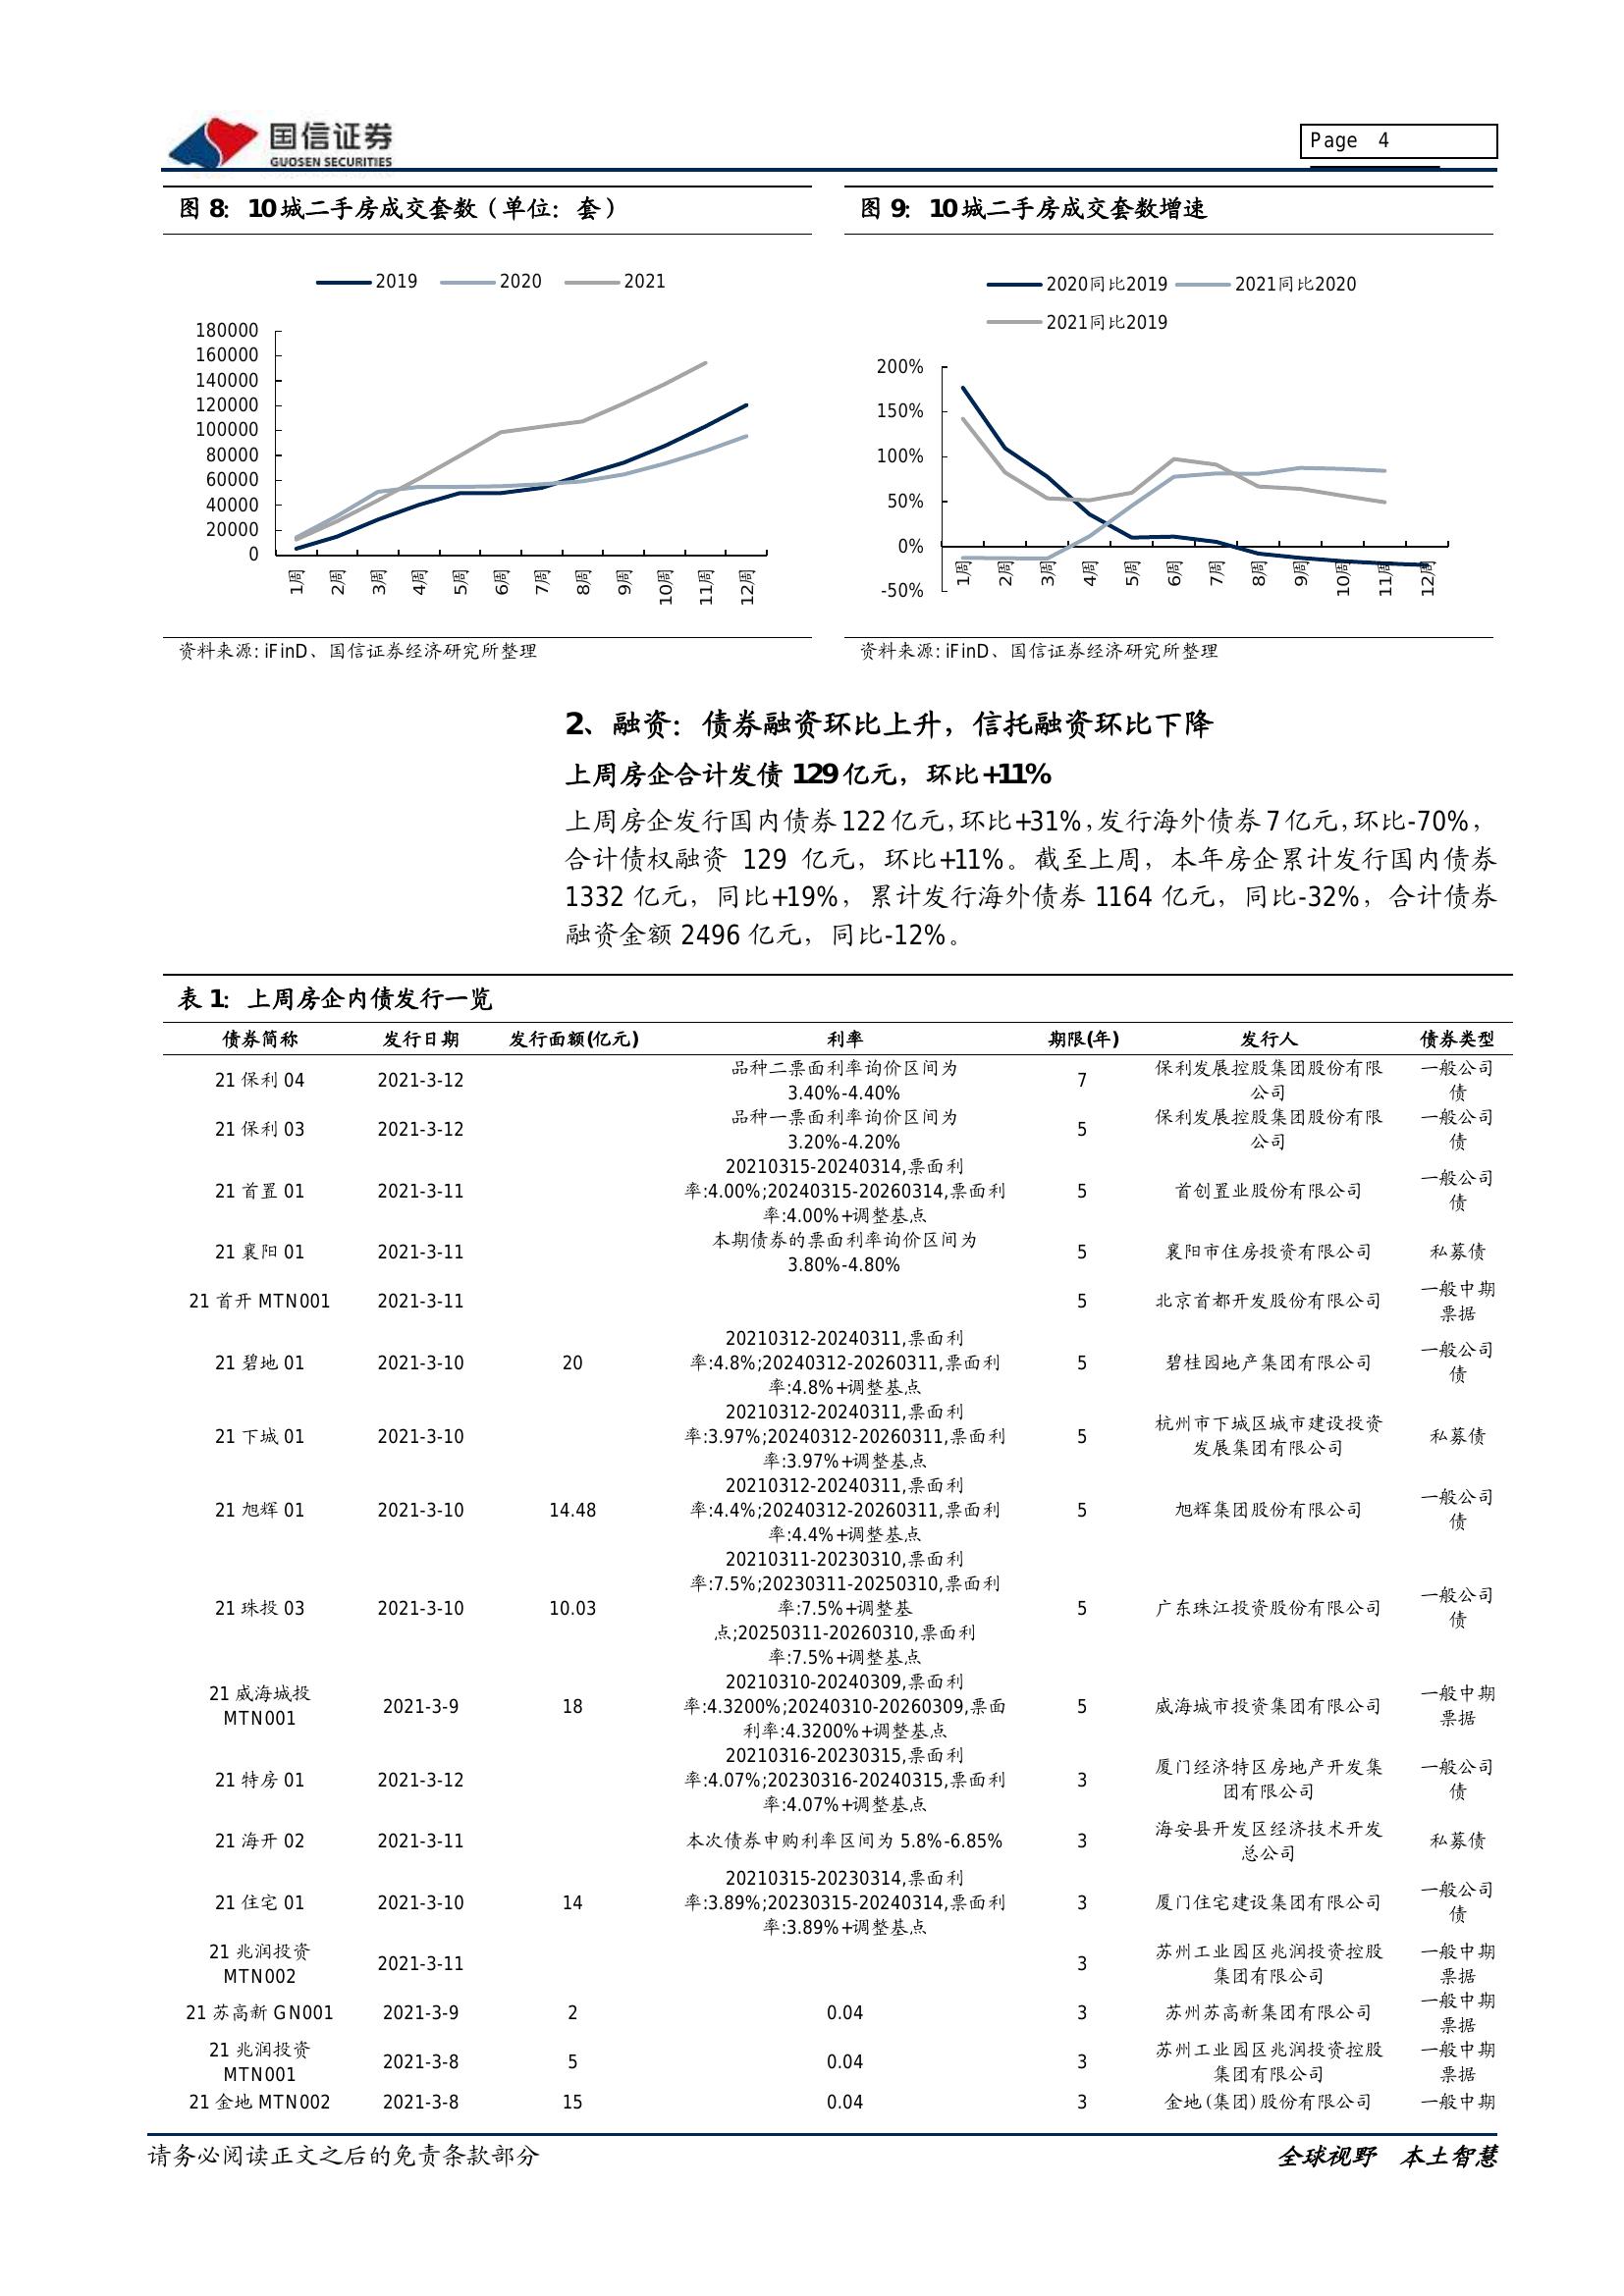 国信证券
GUOSEN SECURITIES
Page 4
图 8：10 城二手房成交套数（单位：套）
2019 2020 2021
180000
160000
140000
120000
100000
80000
60000
40000
20000
0
1周 2周 3周 4周 5周 6周 7周 8周 9周 10周 11周 12周
资料来源: iFinD、国信证券经济研究所整理
图 9：10 城二手房成交套数增速
2020同比2019 2021同比2020
2021同比2019
200%
150%
100%
50%
0%
-50%
1周 2周 3周 4周 5周 6周 7周 8周 9周 10周 11周 12周
资料来源: iFinD、国信证券经济研究所整理
2、融资：债券融资环比上升，信托融资环比下降
上周房企合计发债 129 亿元，环比+11%
上周房企发行国内债券 122 亿元，环比+31%，发行海外债券 7 亿元，环比-70%，
合计债权融资 129 亿元，环比+11%。截至上周，本年房企累计发行国内债券
1332 亿元，同比+19%，累计发行海外债券 1164 亿元，同比-32%，合计债券
融资金额 2496 亿元，同比-12%。
表 1：上周房企内债发行一览
债券简称 发行日期 发行面额(亿元) 利率 期限(年) 发行人 债券类型
品种二票面利率询价区间为 保利发展控股集团股份有限 一般公司
21 保利 04 2021-3-12 7
3.40%-4.40% 公司 债
品种一票面利率询价区间为 保利发展控股集团股份有限 一般公司
21 保利 03 2021-3-12 5
3.20%-4.20% 公司 债
20210315-20240314,票面利
21 首置 01 2021-3-11 率:4.00%;20240315-20260314,票面利 5 首创置业股份有限公司 一般公司
率:4.00%+调整基点 债
本期债券的票面利率询价区间为
21 襄阳 01 2021-3-11 5 襄阳市住房投资有限公司 私募债
3.80%-4.80%
21 首开 MTN001 2021-3-11 5 北京首都开发股份有限公司 一般中期
票据
20210312-20240311,票面利
21 碧地 01 2021-3-10 20 率:4.8%;20240312-20260311,票面利 5 碧桂园地产集团有限公司 一般公司
率:4.8%+调整基点 债
20210312-20240311,票面利
21 下城 01 2021-3-10 率:3.97%;20240312-20260311,票面利 5 杭州市下城区城市建设投资 私募债
率:3.97%+调整基点 发展集团有限公司
20210312-20240311,票面利
21 旭辉 01 2021-3-10 14.48 率:4.4%;20240312-20260311,票面利 5 旭辉集团股份有限公司 一般公司
率:4.4%+调整基点 债
20210311-20230310,票面利
率:7.5%;20230311-20250310,票面利
21 珠投 03 2021-3-10 10.03 率:7.5%+调整基 5 广东珠江投资股份有限公司 一般公司
点;20250311-20260310,票面利 债
率:7.5%+调整基点
20210310-20240309,票面利
21 威海城投 2021-3-9 18 率:4.3200%;20240310-20260309,票面 5 威海城市投资集团有限公司 一般中期
MTN001 利率:4.3200%+调整基点 票据
20210316-20230315,票面利
21 特房 01 2021-3-12 率:4.07%;20230316-20240315,票面利 3 厦门经济特区房地产开发集 一般公司
率:4.07%+调整基点 团有限公司 债
21 海开 02 2021-3-11 本次债券申购利率区间为 5.8%-6.85% 3 海安县开发区经济技术开发 私募债
总公司
20210315-20230314,票面利
21 住宅 01 2021-3-10 14 率:3.89%;20230315-20240314,票面利 3 厦门住宅建设集团有限公司 一般公司
率:3.89%+调整基点 债
21 兆润投资 2021-3-11 3 苏州工业园区兆润投资控股 一般中期
MTN002 集团有限公司 票据
21 苏高新 GN001 2021-3-9 2 0.04 3 苏州苏高新集团有限公司 一般中期
票据
21 兆润投资 2021-3-8 5 0.04 3 苏州工业园区兆润投资控股 一般中期
MTN001 集团有限公司 票据
21 金地 MTN002 2021-3-8 15 0.04 3 金地(集团)股份有限公司 一般中期
请务必阅读正文之后的免责条款部分
全球视野 本土智慧